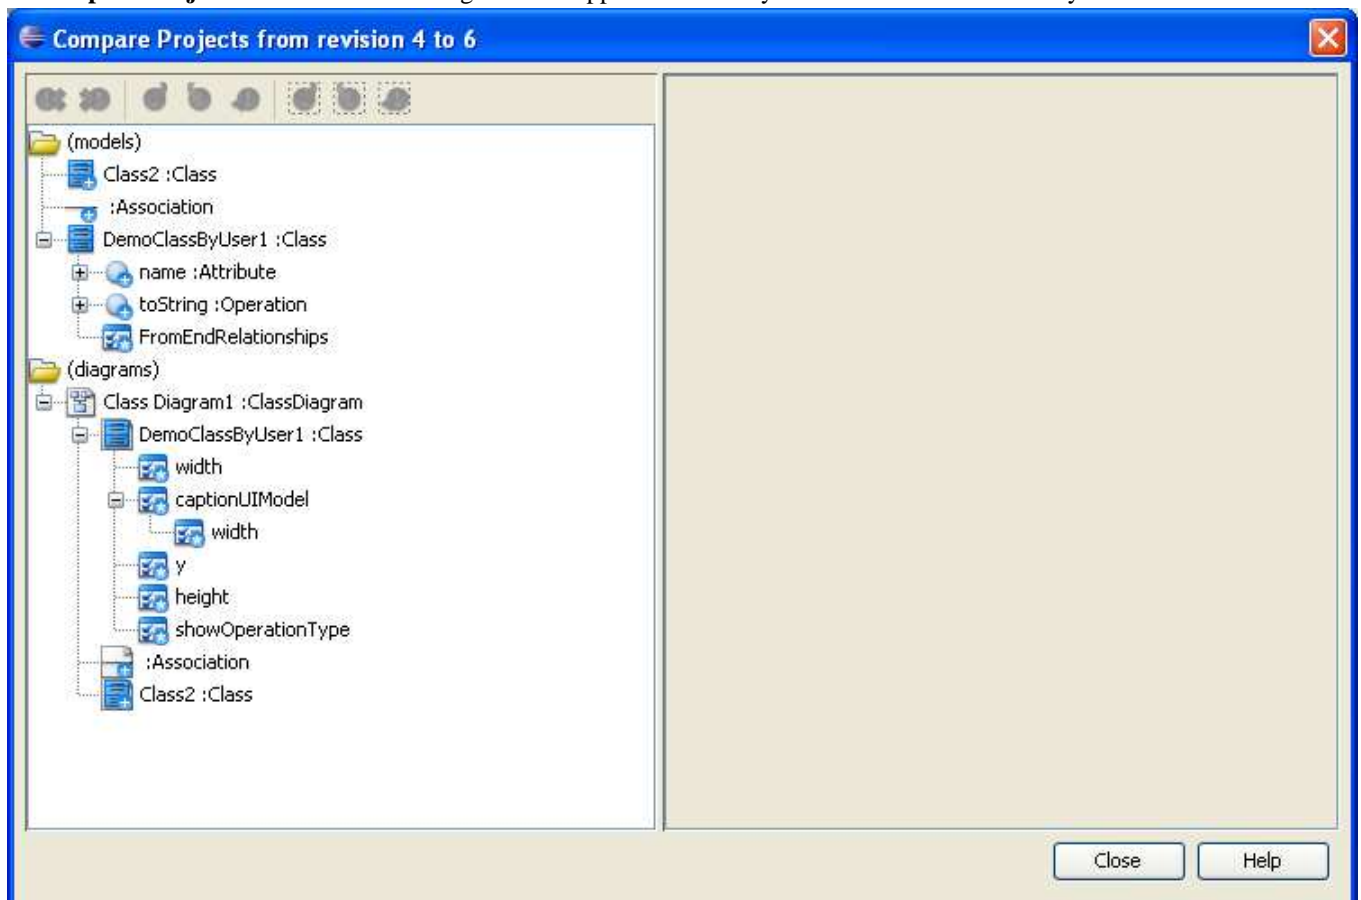 Compare Projects from revision 4 to 6
(models)
Class2 :Class
:Association
DemoClassByUser1 :Class
name :Attribute
toString :Operation
FromEndRelationships
(diagrams)
Class Diagram1 :ClassDiagram
DemoClassByUser1 :Class
width
captionUIModel
width
y
height
showOperationType
:Association
Class2 :Class
Close Help